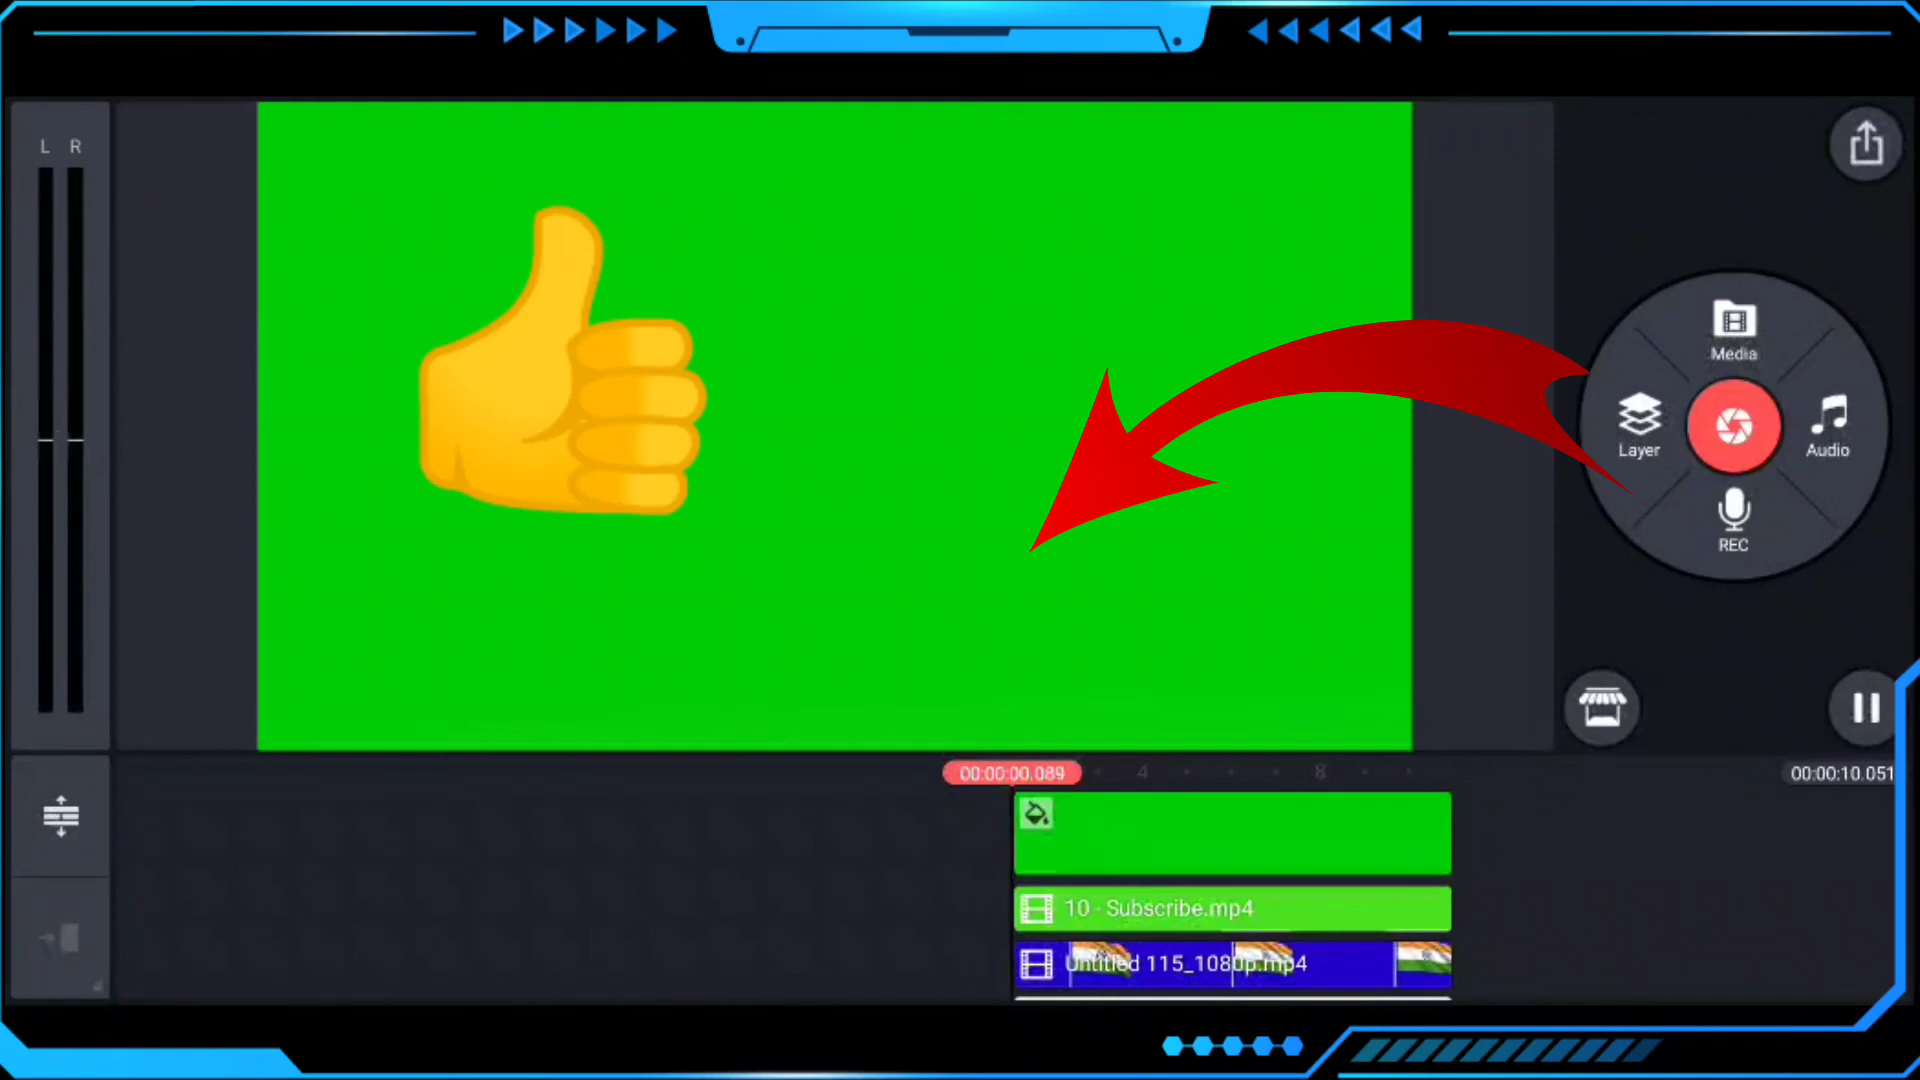 L R
Media
Layer
Audio
REC
00:00:00.089
4
8
00:00:10.051
10 - Subscribe.mp4
Untitled 115_1080p.mp4